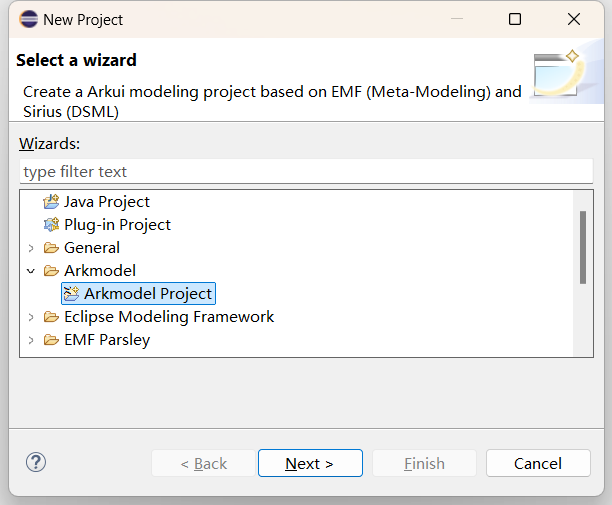 New Project
Select a wizard
Create a Arkui modeling project based on EMF (Meta-Modeling) and
Sirius (DSML)
Wizards:
type filter text
Java Project
Plug-in Project
General
Arkmodel
Arkmodel Project
Eclipse Modeling Framework
EMF Parsley
< Back Next > Finish Cancel